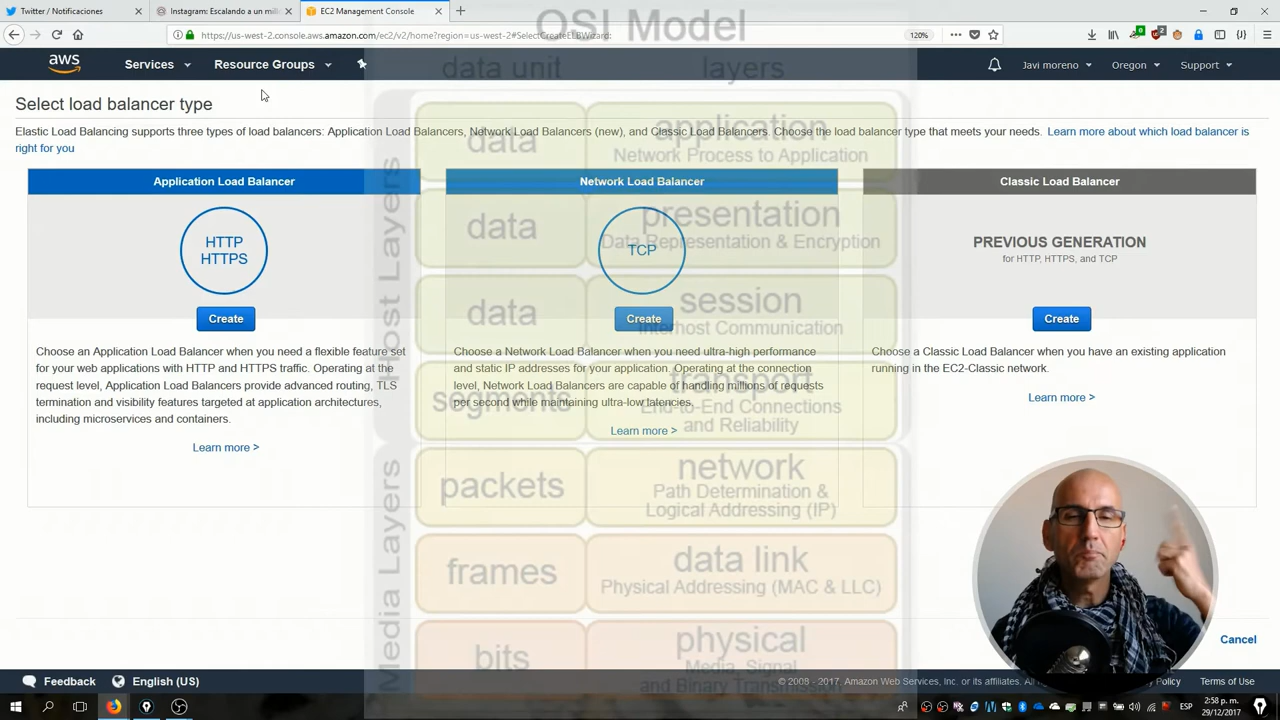 Twitter / Notificaciones
Instagram: Escalando a un mill
EC2 Management Console
https://us-west-2.console.aws.amazon.com/ec2/v2/home?region=us-west-2#SelectCreateELBWizard:
120%
aws
Services
Resource Groups
Javi moreno
Oregon
Support
Select load balancer type
Elastic Load Balancing supports three types of load balancers: Application Load Balancers, Network Load Balancers (new), and Classic Load Balancers. Choose the load balancer type that meets your needs. Learn more about which load balancer is
right for you
Application Load Balancer
HTTP
HTTPS
Create
Choose an Application Load Balancer when you need a flexible feature set
for your web applications with HTTP and HTTPS traffic. Operating at the
request level, Application Load Balancers provide advanced routing, TLS
termination and visibility features targeted at application architectures,
including microservices and containers.
Learn more >
Network Load Balancer
TCP
Create
Choose a Network Load Balancer when you need ultra-high performance
and static IP addresses for your application. Operating at the connection
level, Network Load Balancers are capable of handling millions of requests
per second while maintaining ultra-low latencies.
Learn more >
Classic Load Balancer
PREVIOUS GENERATION
for HTTP, HTTPS, and TCP
Create
Choose a Classic Load Balancer when you have an existing application
running in the EC2-Classic network.
Learn more >
OSI Model
data unit
layers
Host Layers
data
application
Network Process to Application
data
presentation
Data Representation & Encryption
data
session
Interhost Communication
segments
transport
End-to-End Connections
and Reliability
Media Layers
packets
network
Path Determination &
Logical Addressing (IP)
frames
data link
Physical Addressing (MAC & LLC)
bits
physical
Media, Signal
and Binary Transmission
Cancel
Feedback
English (US)
© 2008 - 2017, Amazon Web Services, Inc. or its affiliates. All
Policy
Terms of Use
ESP
2:58 p. m.
29/12/2017